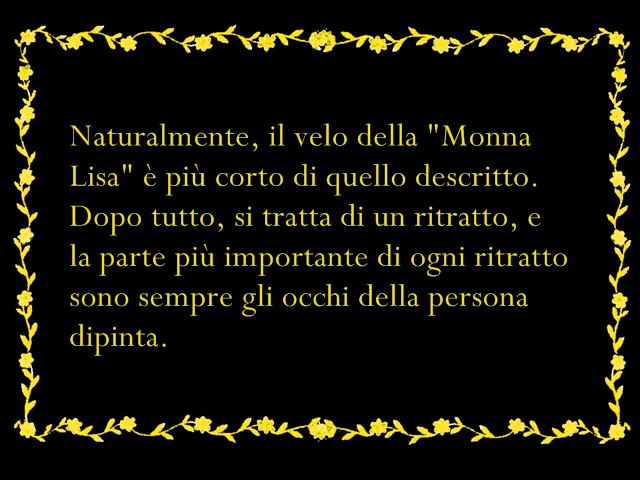 Naturalmente, il velo della "Monna
Lisa" è più corto di quello descritto.
Dopo tutto, si tratta di un ritratto, e
la parte più importante di ogni ritratto
sono sempre gli occhi della persona
dipinta.